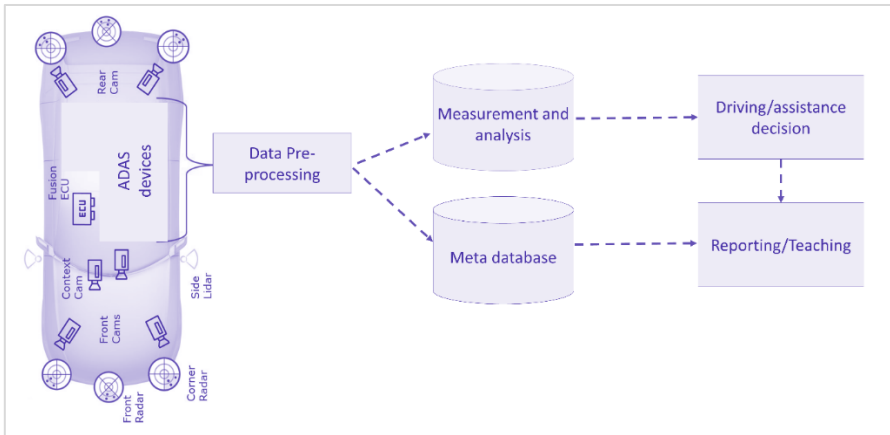 Rear
Cam
ADAS
devices
Fusion
ECU
ECU
Context
Cam
Side
Lidar
Front
Cams
Front
Radar
Corner
Radar
Data Pre-
processing
Measurement and
analysis
Meta database
Driving/assistance
decision
Reporting/Teaching